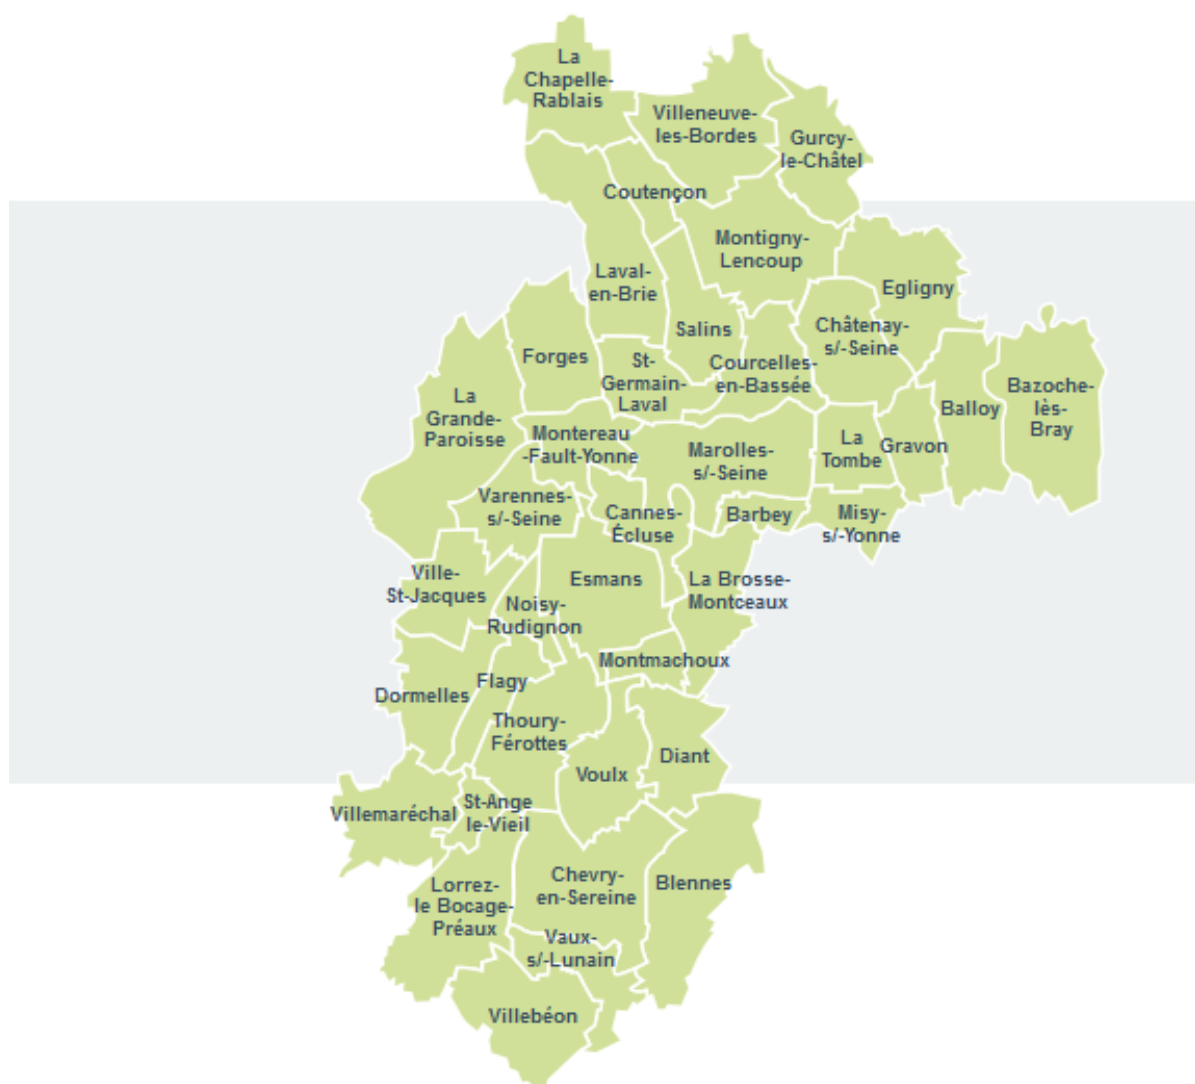 La
Chapelle-
Rablais
Villeneuve-
les-Bordes
Gurcy-
le-Châtel
Coutençon
Montigny-
Lencoup
Laval-
en-Brie
Egligny
Salins
Châtenay-
s/-Seine
Forges
St-
Germain-
Laval
Courcelles-
en-Bassée
La
Grande-
Paroisse
Balloy
Bazoche-
lès-
Bray
Montereau
-Fault-Yonne
Marolles-
s/-Seine
La
Tombe
Gravon
Varennes-
s/-Seine
Cannes-
Écluse
Barbey
Misy-
s/-Yonne
Ville-
St-Jacques
Esmans
La Brosse-
Montceaux
Noisy-
Rudignon
Montmachoux
Dormelles
Flagy
Thoury-
Férottes
Voulx
Diant
Villemaréchal
St-Ange
le-Vieil
Lorrez-
le Bocage-
Préaux
Chevry-
en-Sereine
Blennes
Vaux-
s/-Lunain
Villebéon